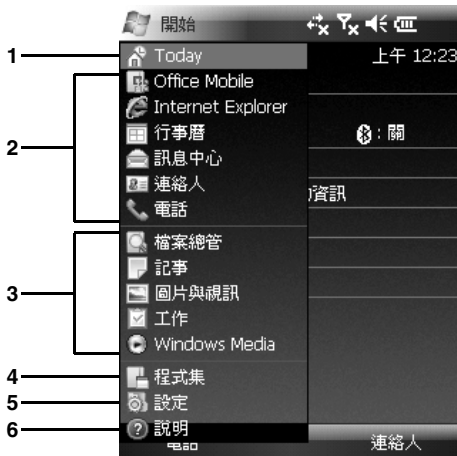 開始
1 Today 上午 12:23
2
Office Mobile
Internet Explorer
行事曆 : 關
訊息中心
連絡人 資訊
電話
3
檔案總管
記事
圖片與視訊
工作
Windows Media
4 程式集
5 設定
6 說明
電話 連絡人